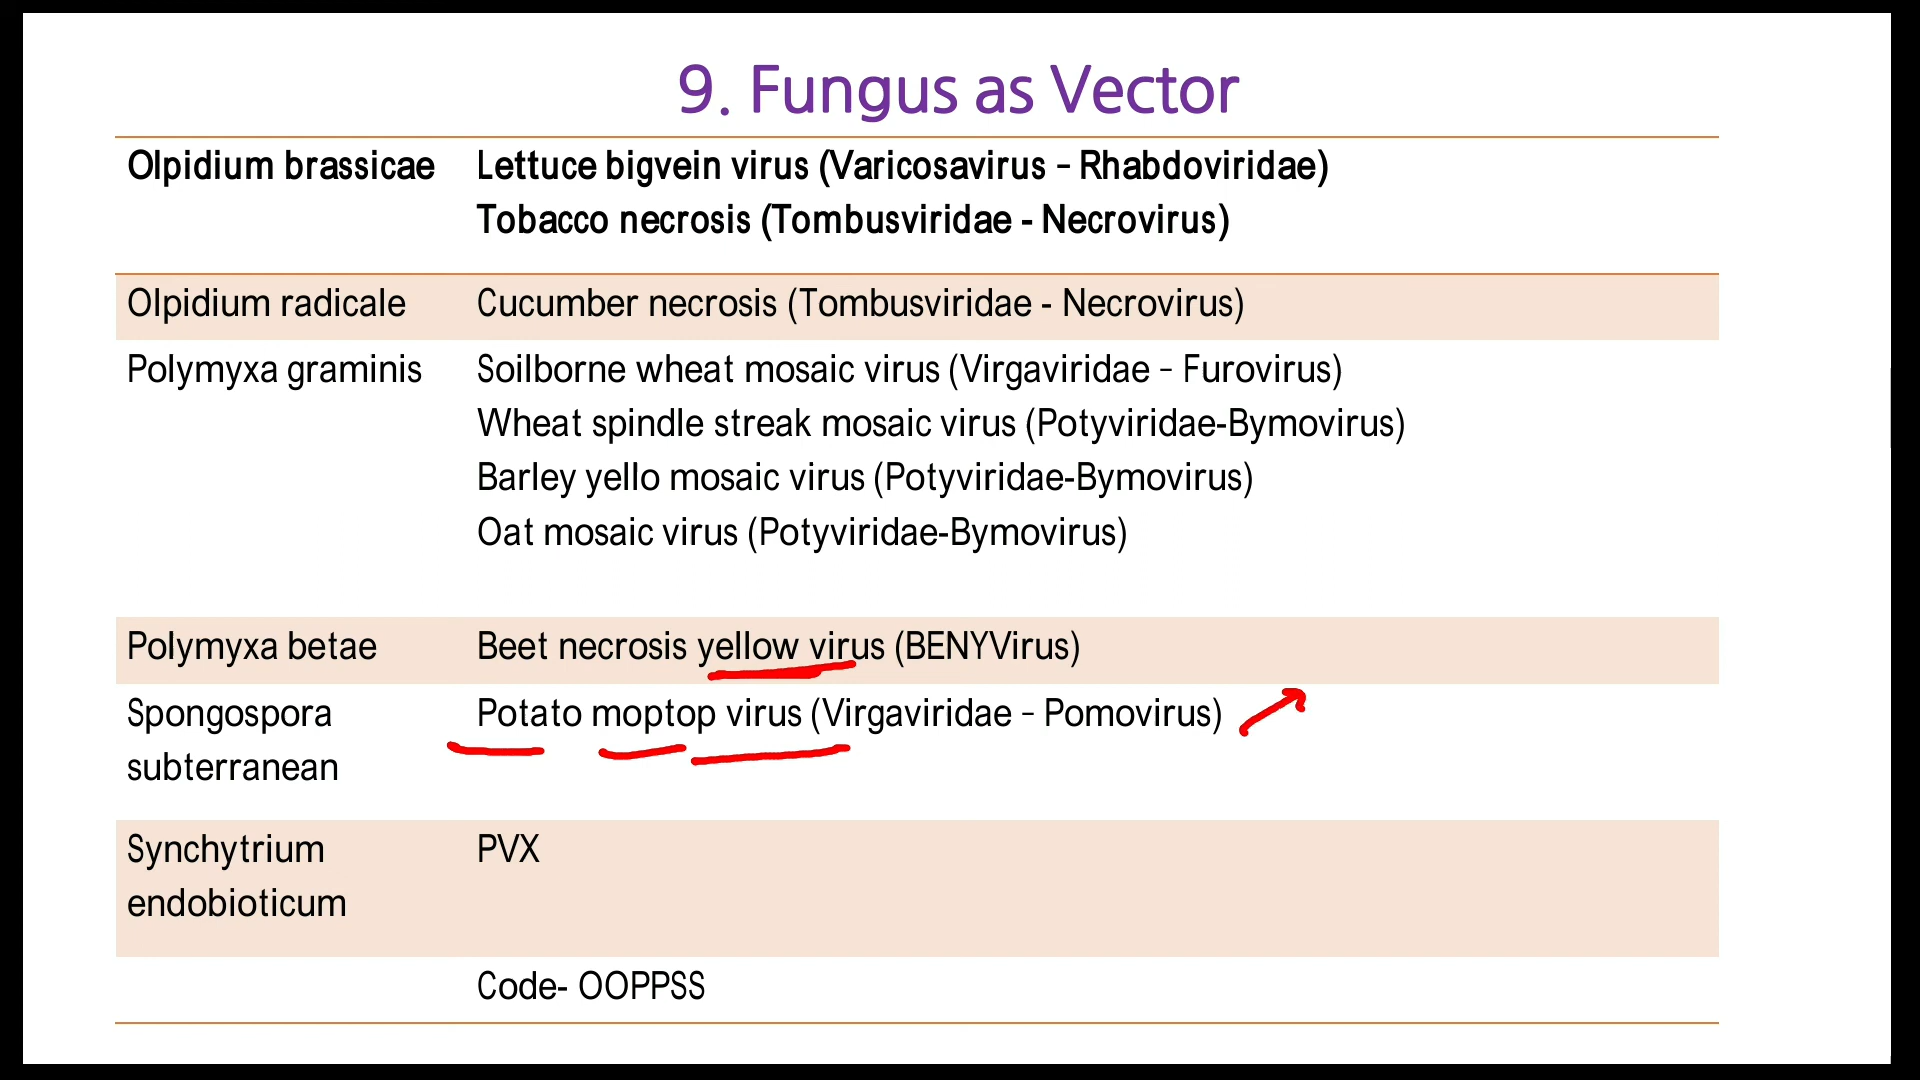 9. Fungus as Vector
Olpidium brassicae
Lettuce bigvein virus (Varicosavirus – Rhabdoviridae)
Tobacco necrosis (Tombusviridae - Necrovirus)
Olpidium radicale
Cucumber necrosis (Tombusviridae - Necrovirus)
Polymyxa graminis
Soilborne wheat mosaic virus (Virgaviridae – Furovirus)
Wheat spindle streak mosaic virus (Potyviridae-Bymovirus)
Barley yello mosaic virus (Potyviridae-Bymovirus)
Oat mosaic virus (Potyviridae-Bymovirus)
Polymyxa betae
Beet necrosis yellow virus (BENYVirus)
Spongospora
subterranean
Potato moptop virus (Virgaviridae – Pomovirus)
Synchytrium
endobioticum
PVX
Code- OOPPSS